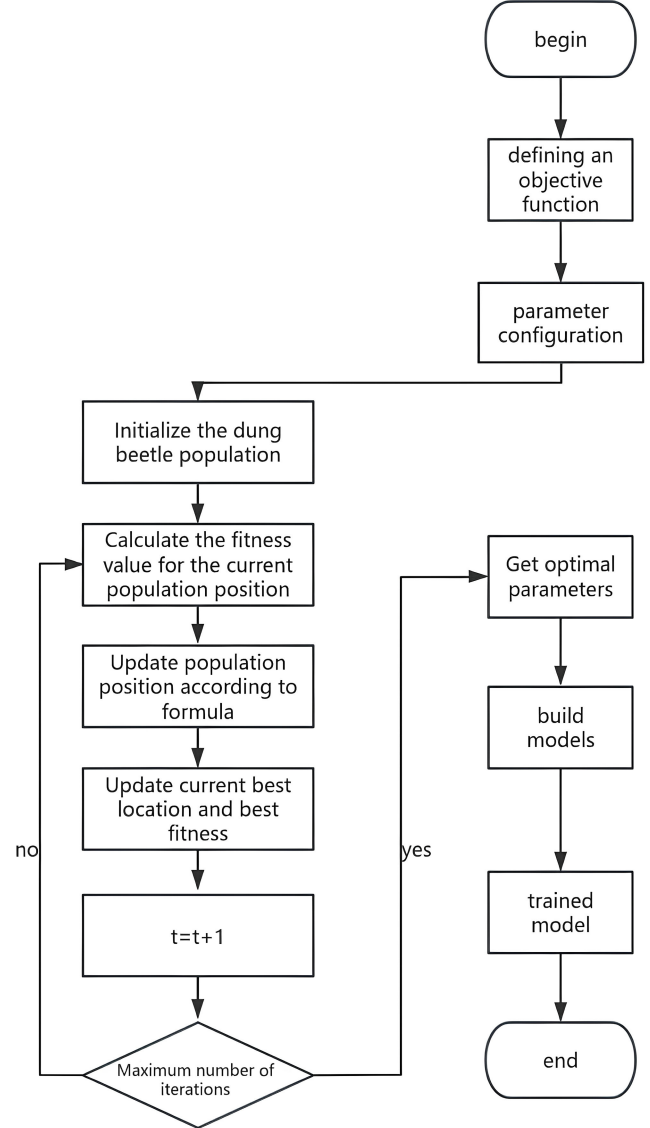 begin
defining an
objective
function
parameter
configuration
Initialize the dung
beetle population
Calculate the fitness
value for the current
population position
Update population
position according to
formula
Update current best
location and best
fitness
no
t=t+1
Maximum number of
iterations
yes
Get optimal
parameters
build
models
trained
model
end